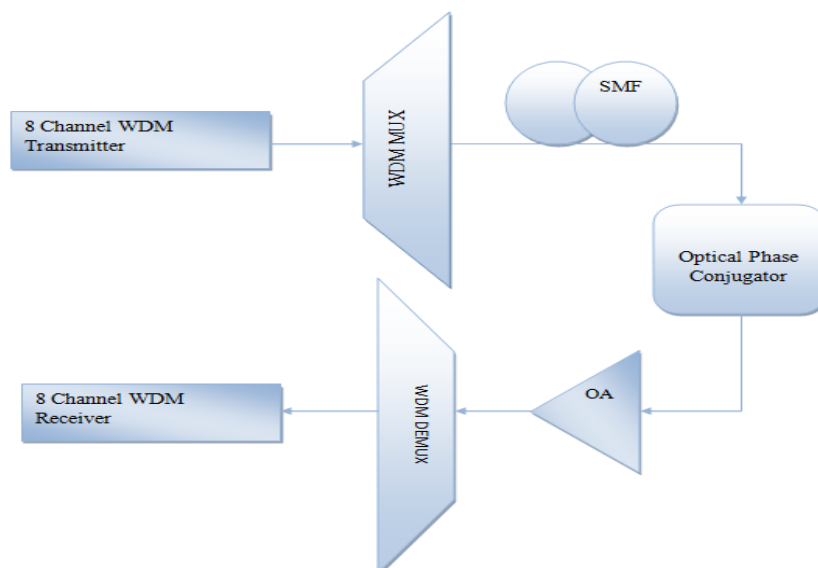 8 Channel WDM
Transmitter
WDM MUX
SMF
Optical Phase
Conjugator
OA
WDM DEMUX
8 Channel WDM
Receiver